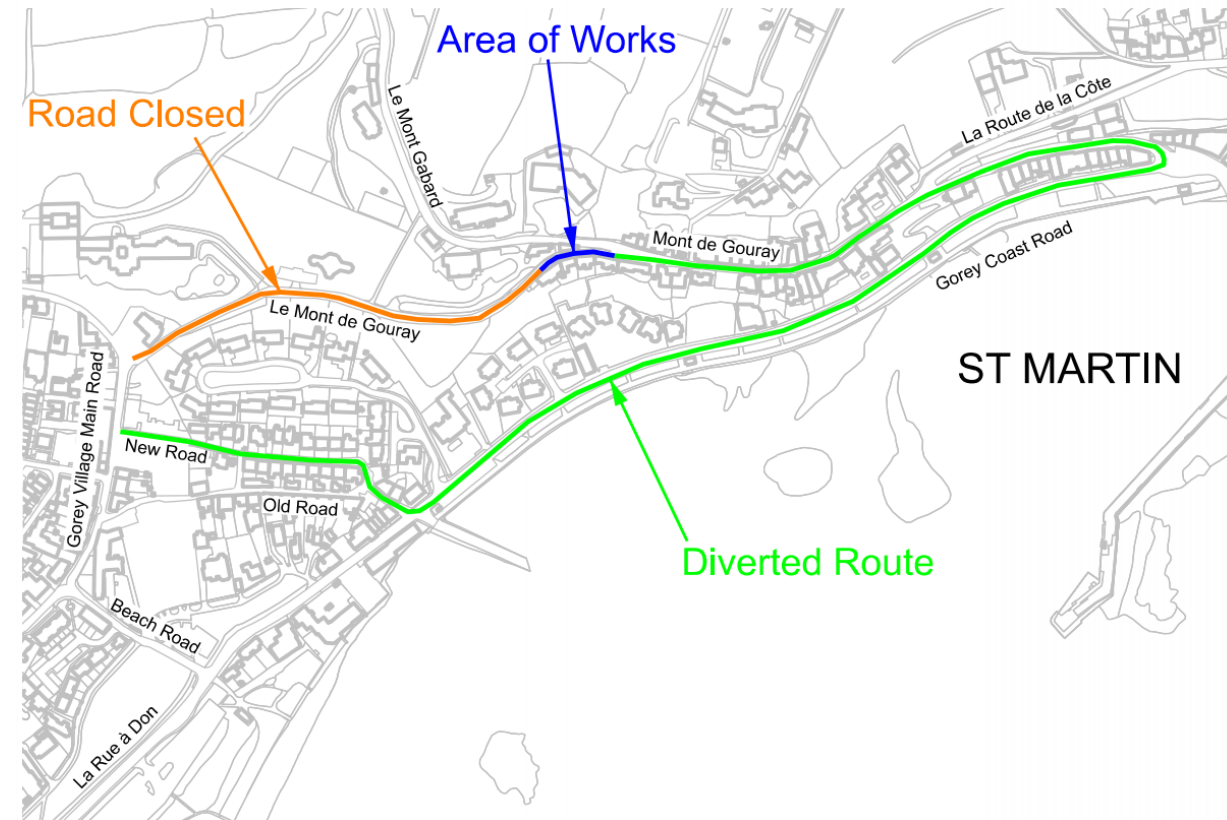 Area of Works
Road Closed
Le Mont Gabard
La Route de la Côte
Mont de Gouray
Gorey Coast Road
Le Mont de Gouray
ST MARTIN
Gorey Village Main Road
New Road
Old Road
Diverted Route
Beach Road
La Rue à Don